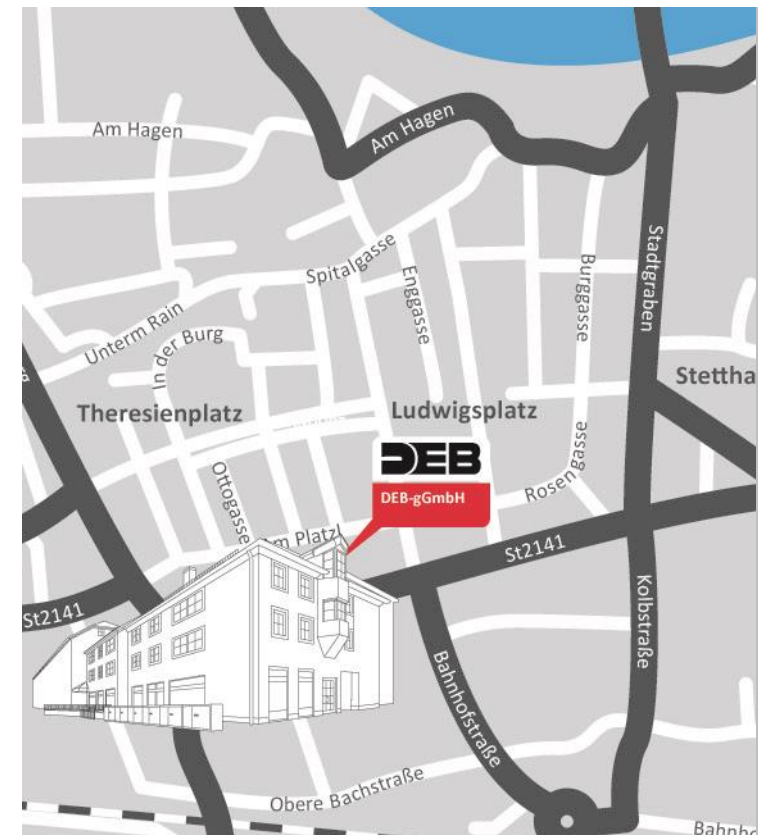 Am Hagen
Am Hagen
Stadtgraben
Spitalgasse
Enggasse
Burggasse
Unterm Rain
In der Burg
Stettha
Theresienplatz
Ludwigsplatz
DEB
DEB-gGmbH
Ottogasse
Rosengasse
Am Platzl
St2141
St2141
Kolbstraße
Bahnhofstraße
Obere Bachstraße
Bahnho